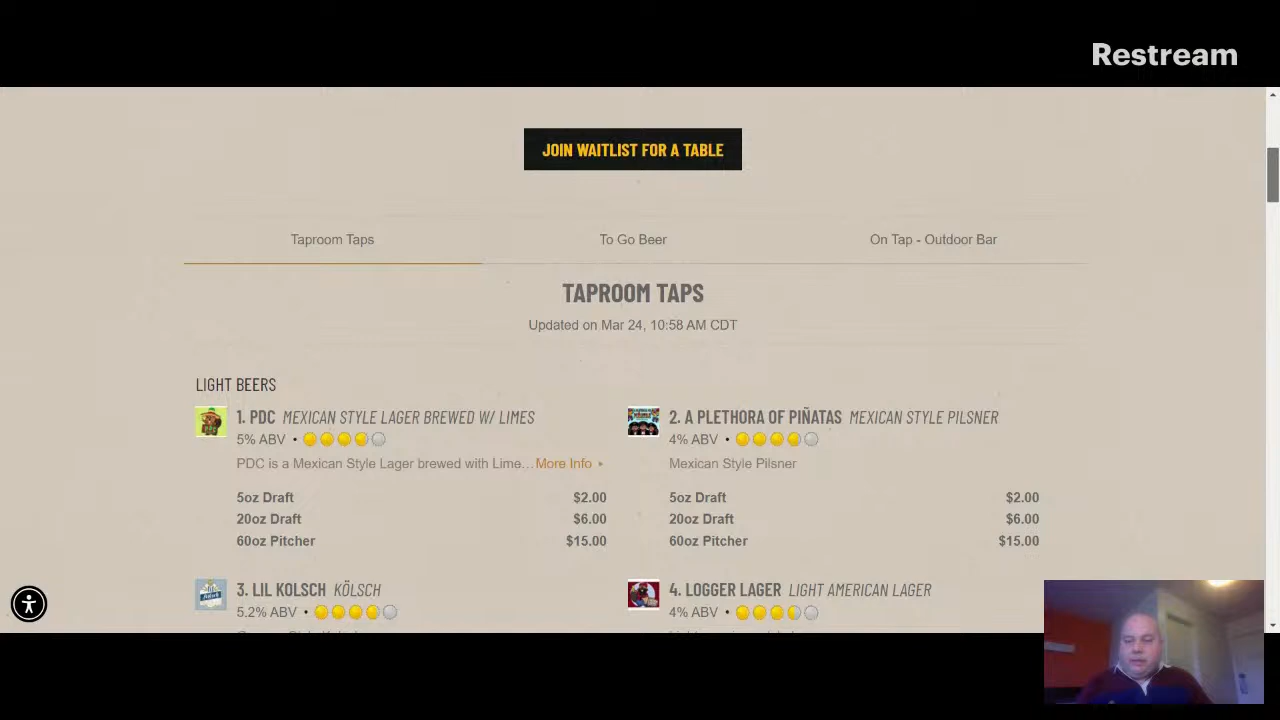 Restream
JOIN WAITLIST FOR A TABLE
Taproom Taps
To Go Beer
On Tap - Outdoor Bar
TAPROOM TAPS
Updated on Mar 24, 10:58 AM CDT
LIGHT BEERS
1. PDC MEXICAN STYLE LAGER BREWED W/ LIMES
5% ABV •
PDC is a Mexican Style Lager brewed with Lime... More Info ▸
5oz Draft $2.00
20oz Draft $6.00
60oz Pitcher $15.00
2. A PLETHORA OF PIÑATAS MEXICAN STYLE PILSNER
4% ABV •
Mexican Style Pilsner
5oz Draft $2.00
20oz Draft $6.00
60oz Pitcher $15.00
3. LIL KOLSCH KÖLSCH
5.2% ABV •
4. LOGGER LAGER LIGHT AMERICAN LAGER
4% ABV •